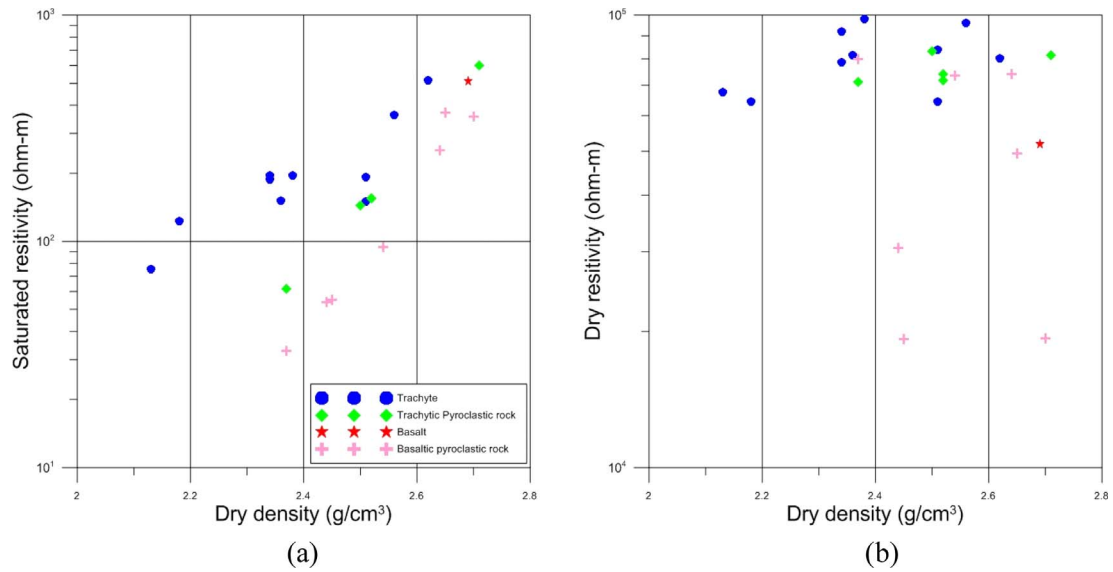 10³
10²
10¹
Saturated resitivity (ohm-m)
Trachyte
Trachytic Pyroclastic rock
Basalt
Basaltic pyroclastic rock
2 2.2 2.4 2.6 2.8
Dry density (g/cm³)
(a)
10⁵
10⁴
Dry resitivity (ohm-m)
2 2.2 2.4 2.6 2.8
Dry density (g/cm³)
(b)